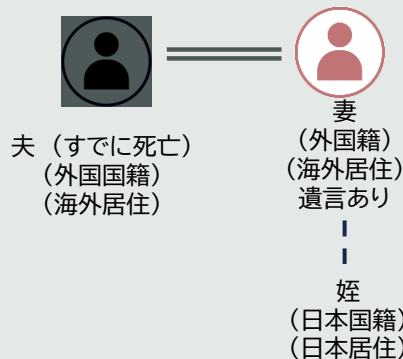 夫（すでに死亡）
（外国国籍）
（海外居住）
妻
（外国籍）
（海外居住）
遺言あり
姪
（日本国籍）
（日本居住）